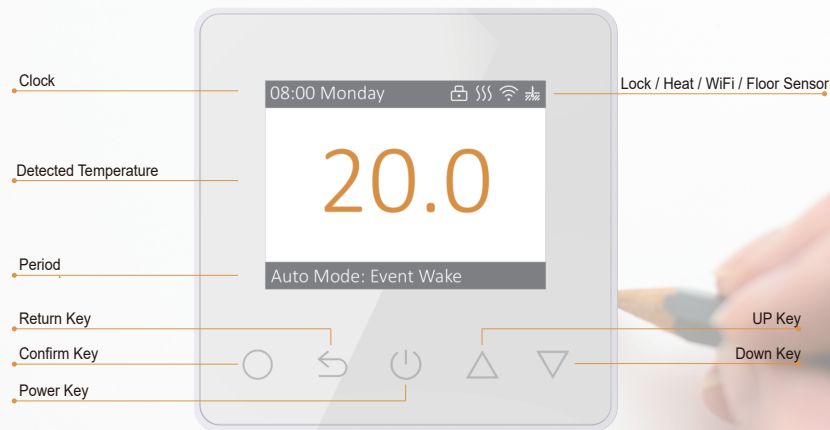 Clock
Lock / Heat / WiFi / Floor Sensor
08:00 Monday
Detected Temperature
20.0
Period
Auto Mode: Event Wake
Return Key
UP Key
Confirm Key
Down Key
Power Key